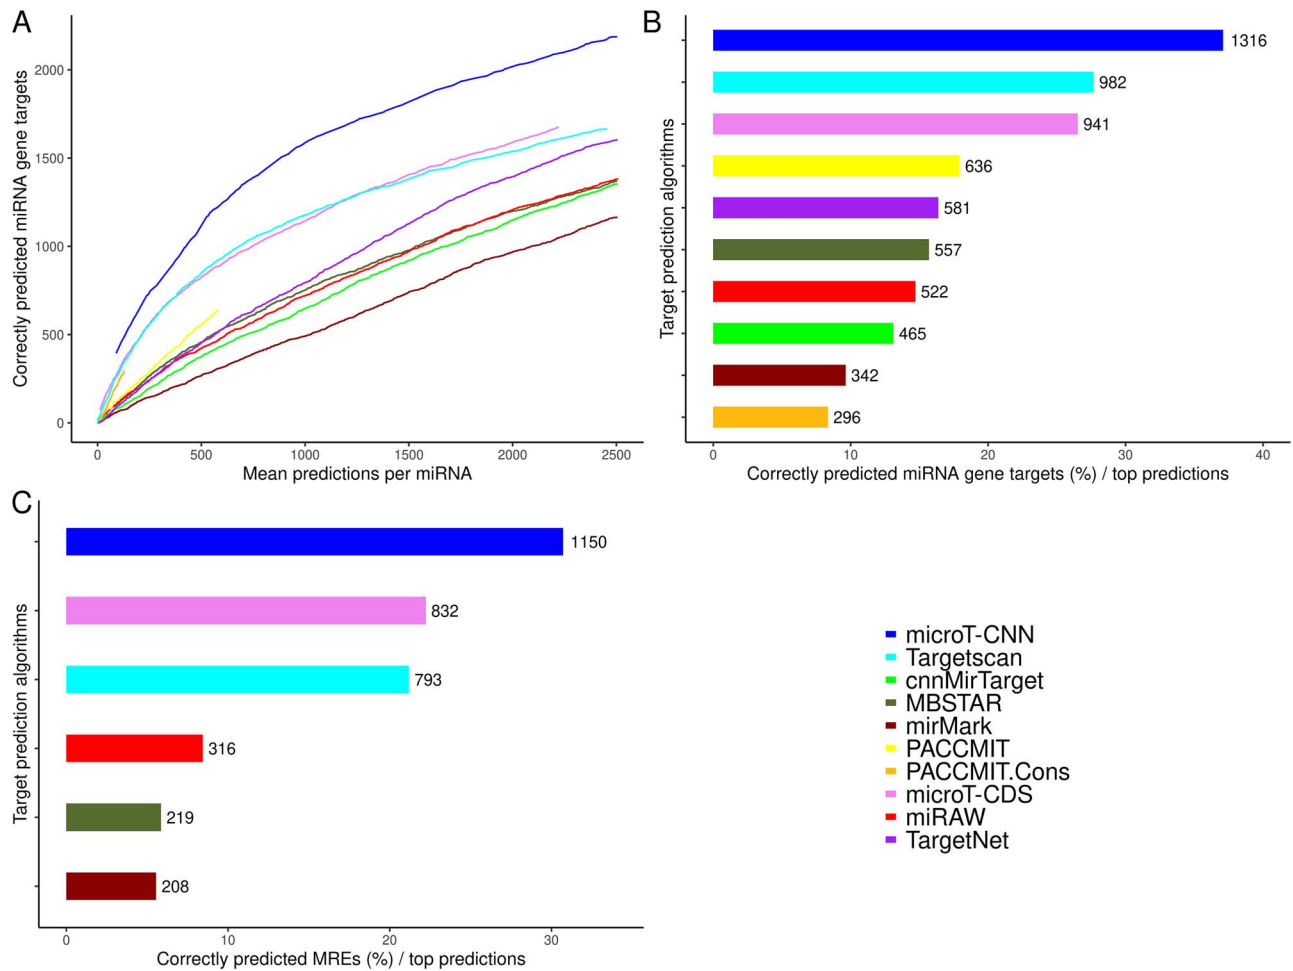 A
Correctly predicted miRNA gene targets
2000
1500
1000
500
0
0 500 1000 1500 2000 2500
Mean predictions per miRNA
B
Target prediction algorithms
1316
982
941
636
581
557
522
465
342
296
0 10 20 30 40
Correctly predicted miRNA gene targets (%) / top predictions
C
Target prediction algorithms
1150
832
793
316
219
208
0 10 20 30
Correctly predicted MREs (%) / top predictions
microT-CNN
Targetscan
cnnMirTarget
MBSTAR
mirMark
PACCMIT
PACCMIT.Cons
microT-CDS
miRAW
TargetNet